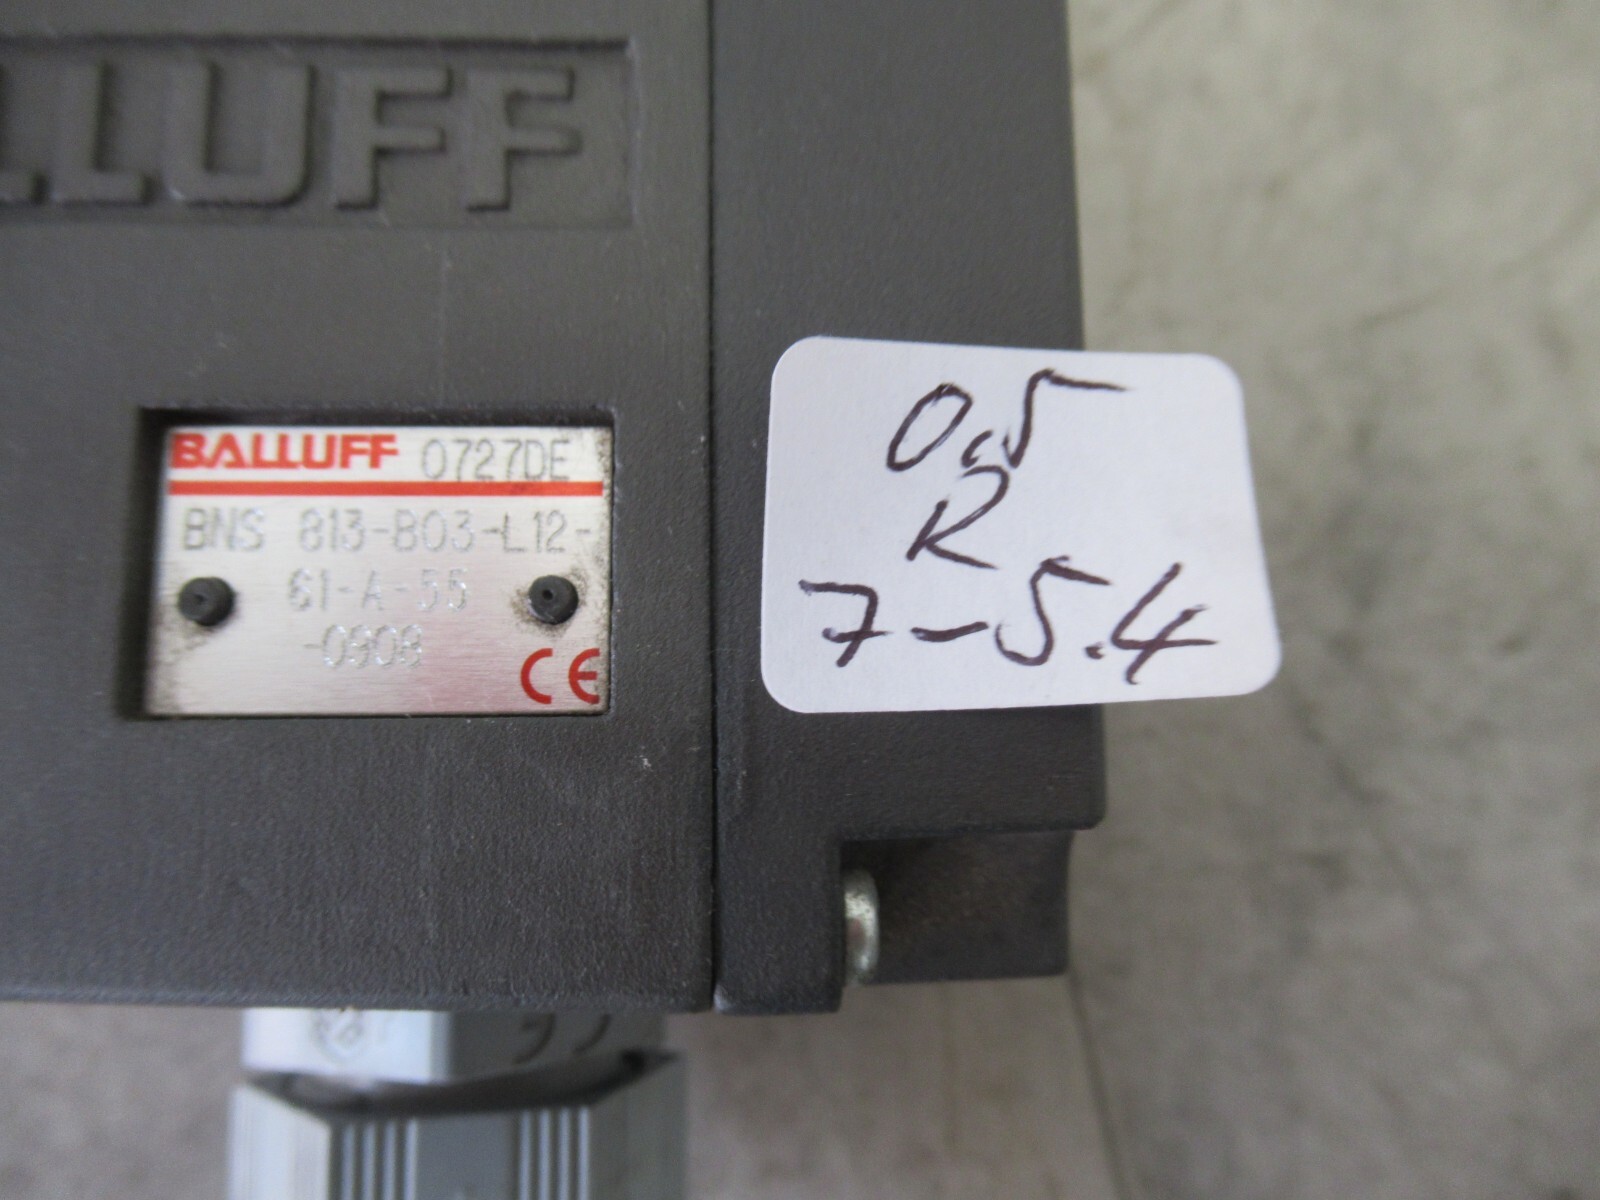 LLUFF
BALLUFF 0727DE
BNS 813-B03-L12-
61-A-55
-0808
CE
0.5
R
7-5.4